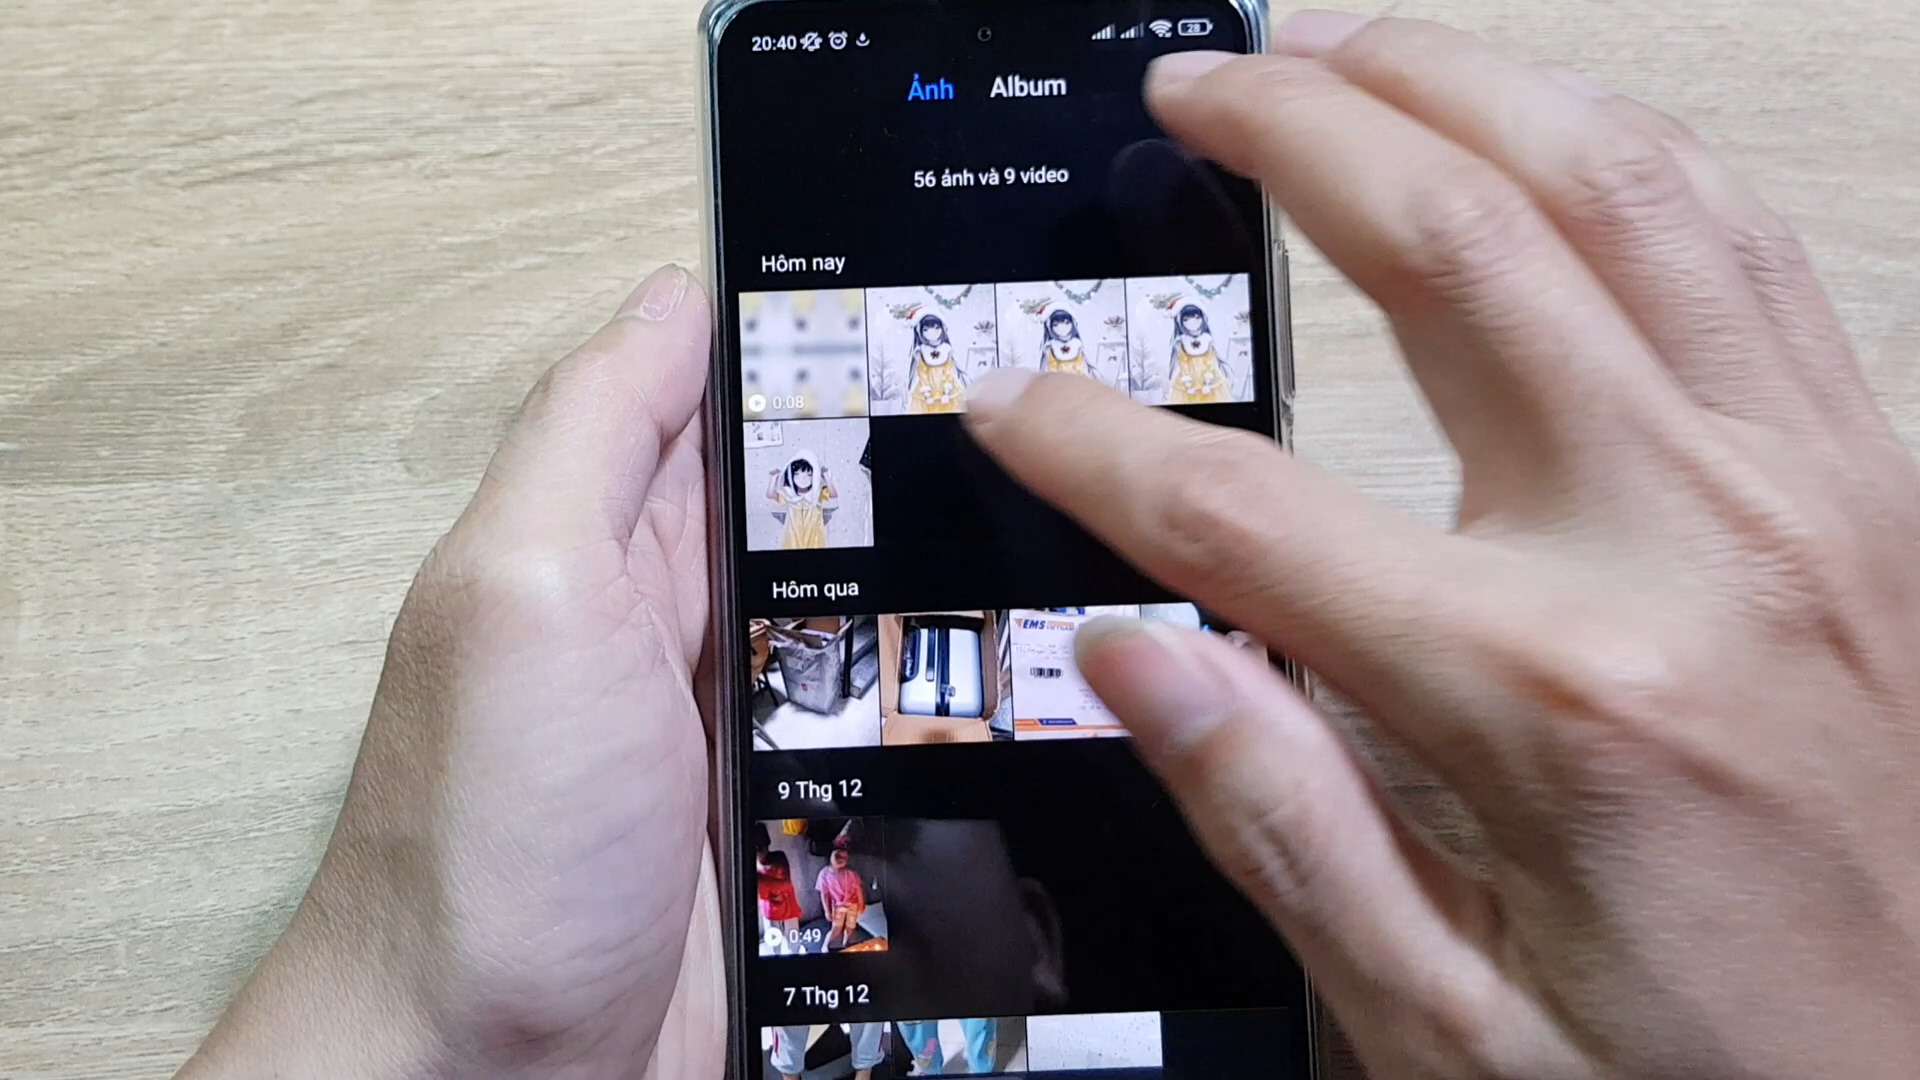 20:40
28
Ảnh Album
56 ảnh và 9 video
Hôm nay
0:08
Hôm qua
EMS
9 Thg 12
0:49
7 Thg 12